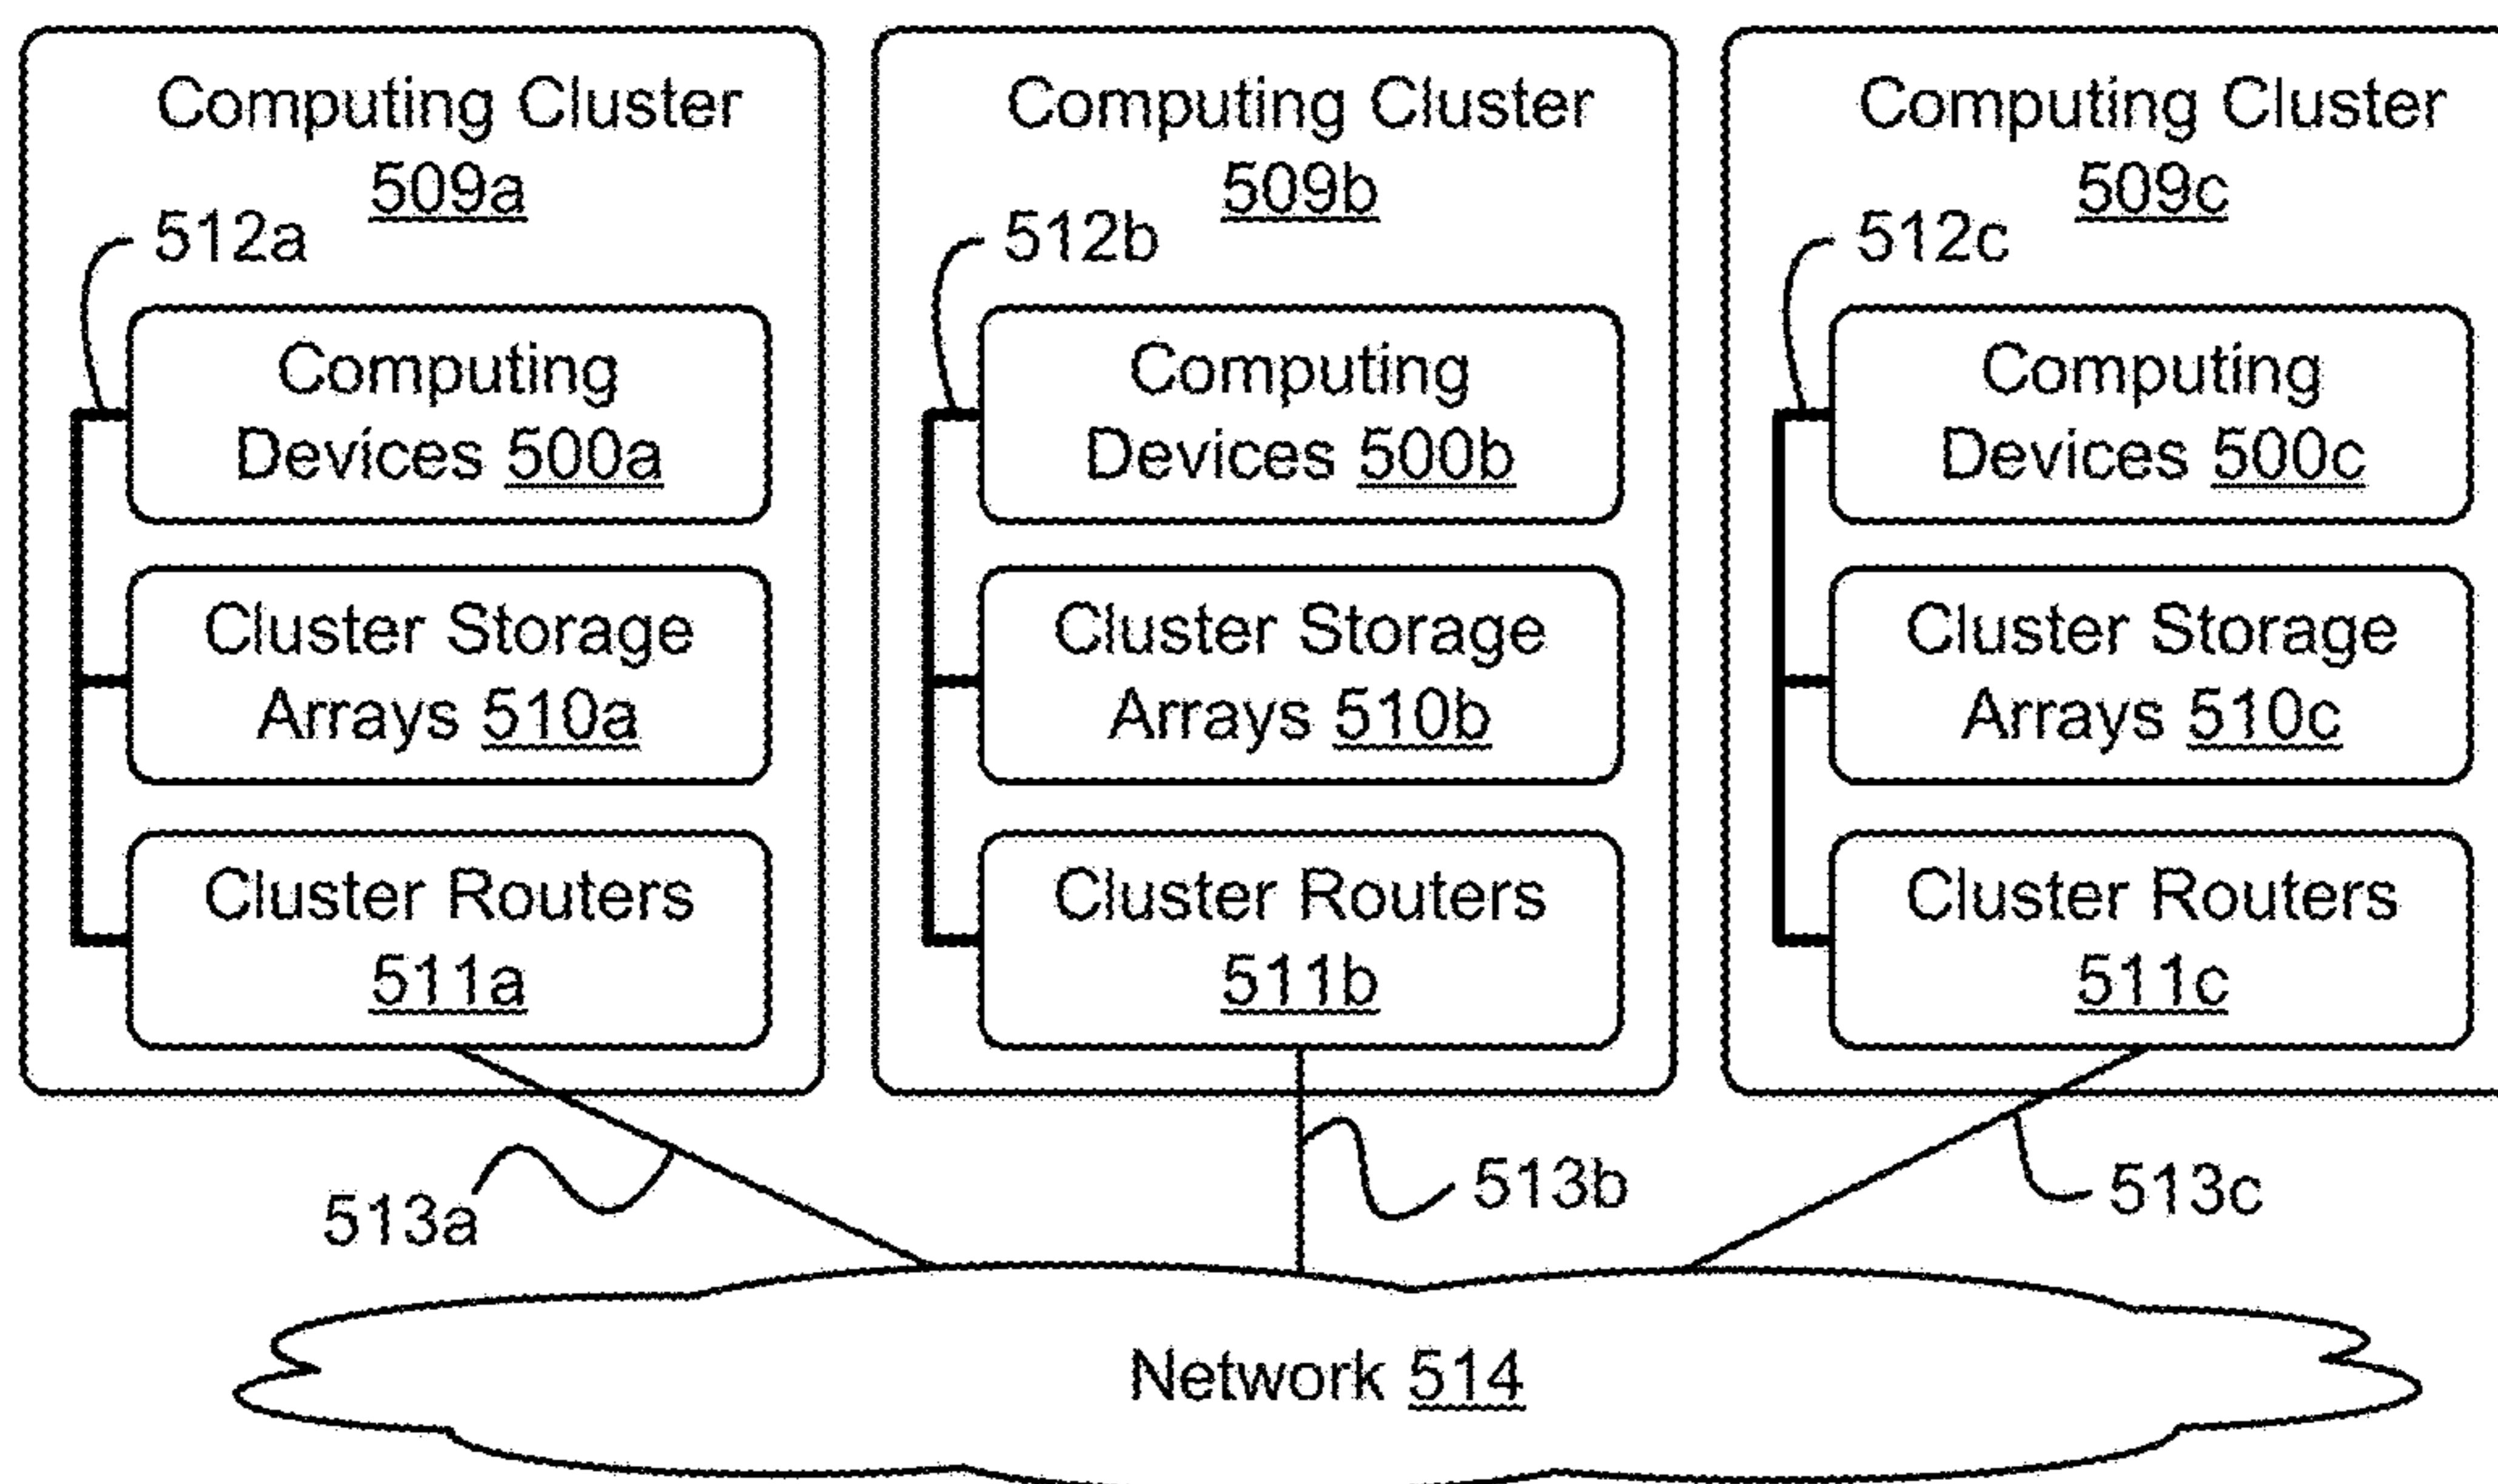 Computing Cluster
509a
512a
Computing
Devices 500a
Cluster Storage
Arrays 510a
Cluster Routers
511a
Computing Cluster
509b
512b
Computing
Devices 500b
Cluster Storage
Arrays 510b
Cluster Routers
511b
Computing Cluster
509c
512c
Computing
Devices 500c
Cluster Storage
Arrays 510c
Cluster Routers
511c
513a
513b
513c
Network 514